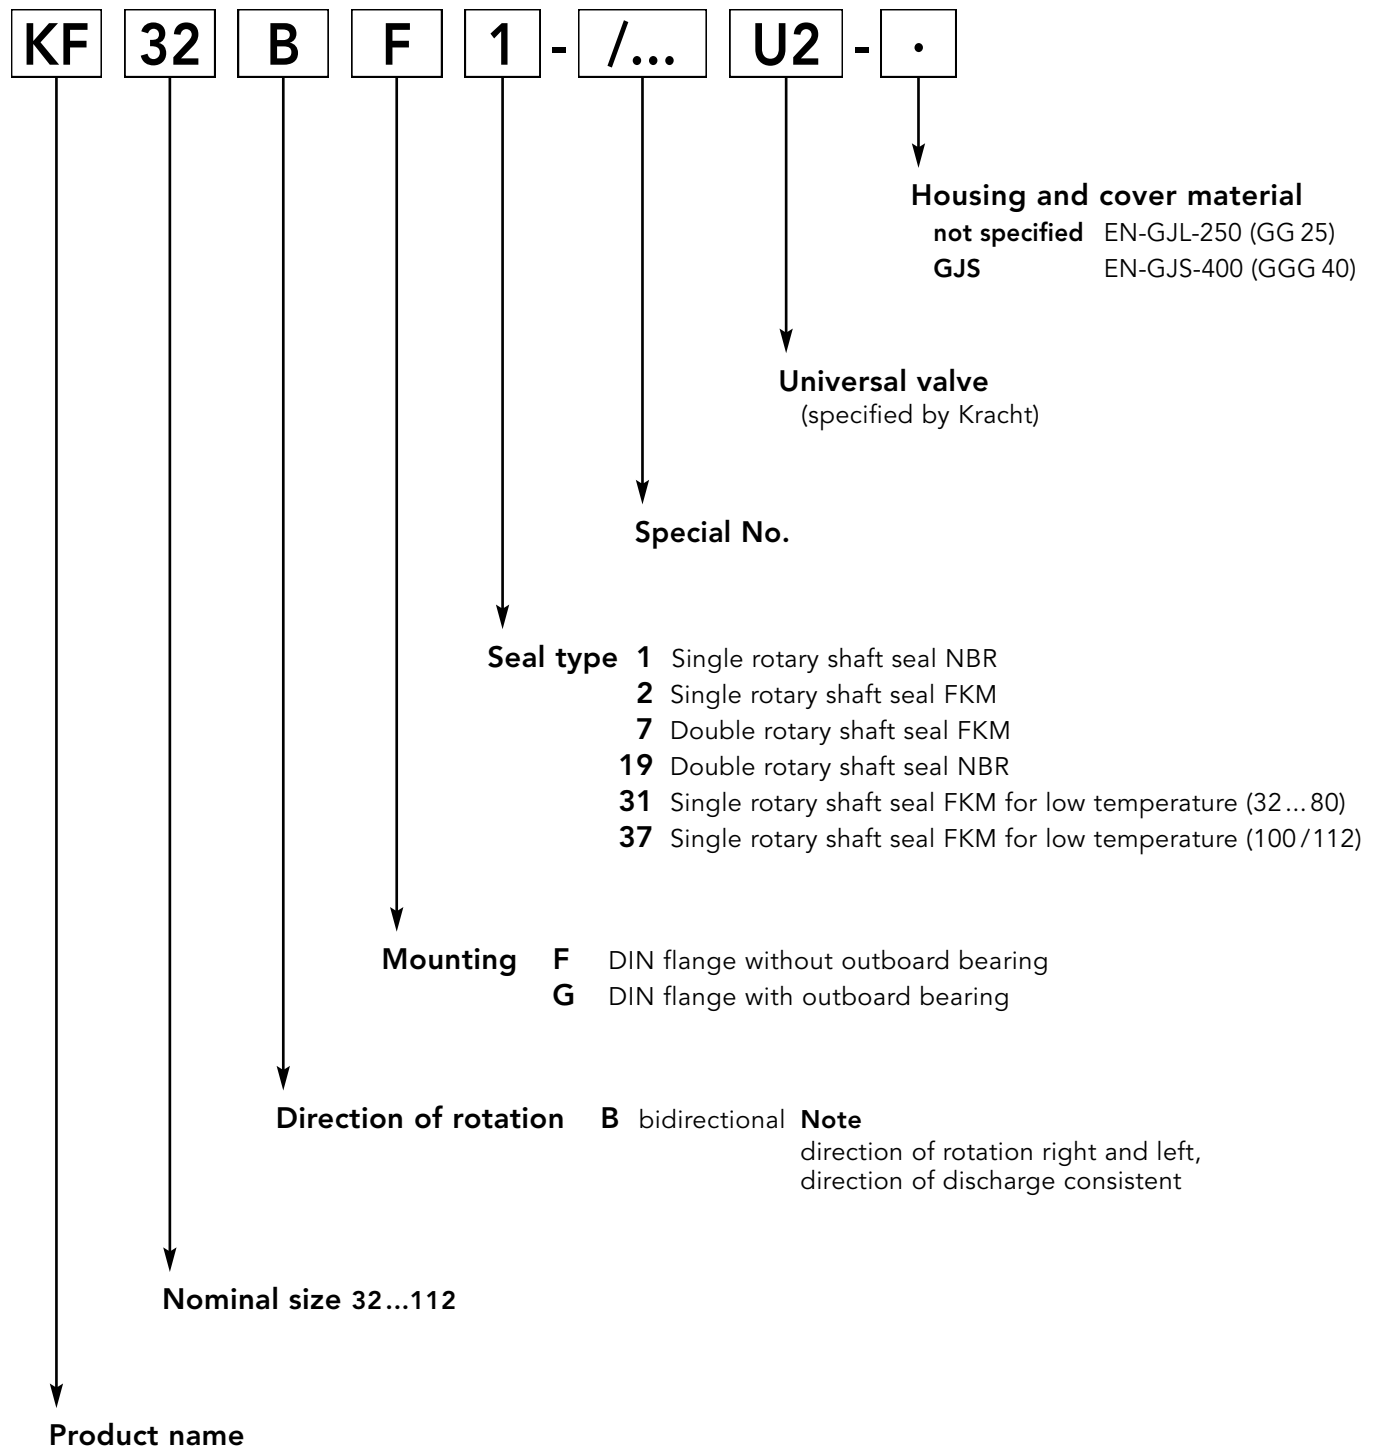 KF 32 B F 1 - /... U2 - ·
Housing and cover material
not specified EN-GJL-250 (GG 25)
GJS EN-GJS-400 (GGG 40)
Universal valve
(specified by Kracht)
Special No.
Seal type 1 Single rotary shaft seal NBR
2 Single rotary shaft seal FKM
7 Double rotary shaft seal FKM
19 Double rotary shaft seal NBR
31 Single rotary shaft seal FKM for low temperature (32...80)
37 Single rotary shaft seal FKM for low temperature (100/112)
Mounting F DIN flange without outboard bearing
G DIN flange with outboard bearing
Direction of rotation B bidirectional Note
direction of rotation right and left,
direction of discharge consistent
Nominal size 32...112
Product name